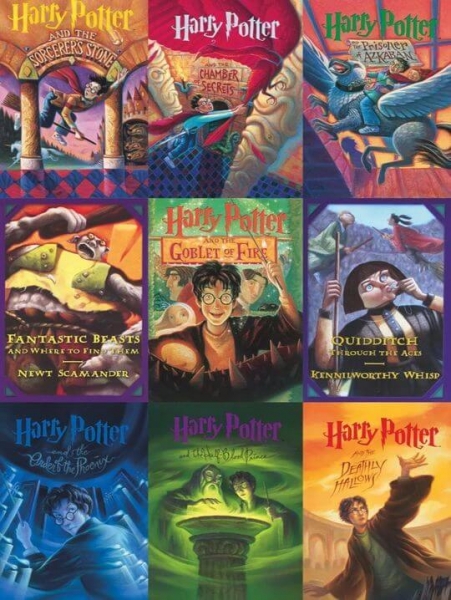 Harry Potter
AND THE
SORCERER'S STONE
Harry Potter
AND THE
CHAMBER
OF
SECRETS
Harry Potter
AND
The Prisoner
OF
AZKABAN
FANTASTIC BEASTS
AND WHERE TO FIND THEM
NEWT SCAMANDER
Harry Potter
AND THE
GOBLET OF FIRE
QUIDDITCH
THROUGH THE AGES
KENNILWORTHY WHISP
Harry Potter
and the
Order of the Phoenix
Harry Potter
and the Half-Blood Prince
Harry Potter
AND THE
DEATHLY
HALLOWS